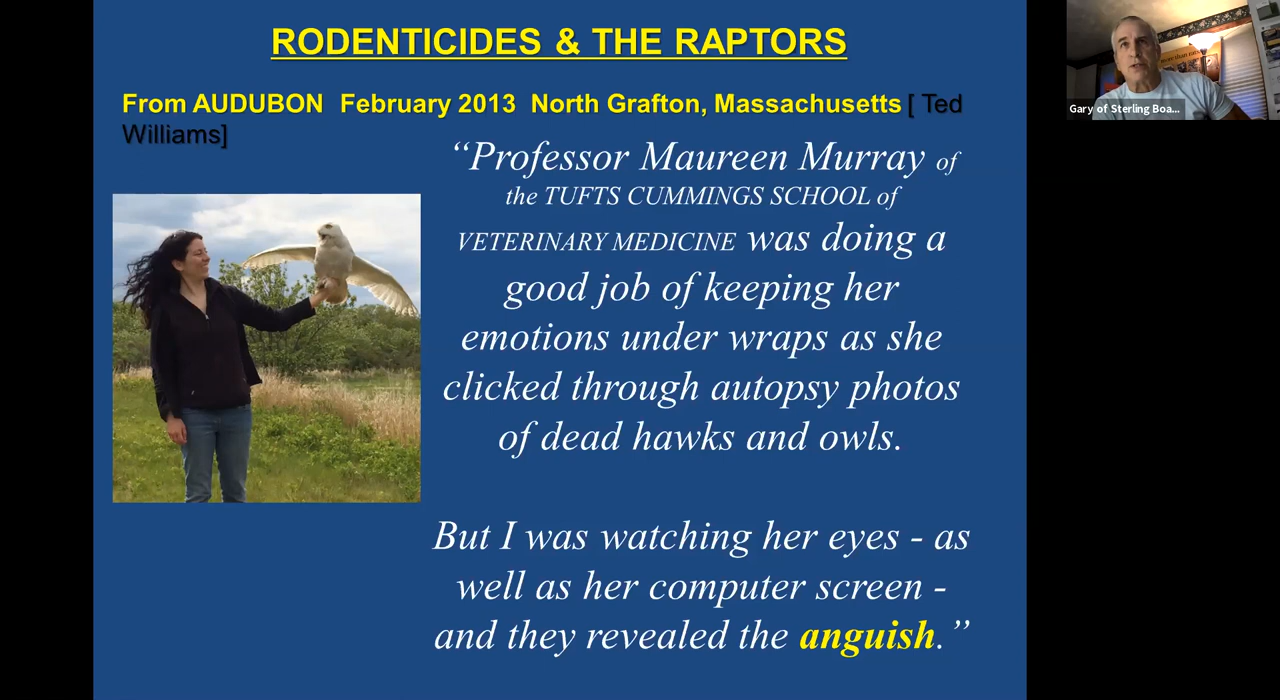 RODENTICIDES & THE RAPTORS
From AUDUBON February 2013 North Grafton, Massachusetts [ Ted
Williams]
“Professor Maureen Murray of
the TUFTS CUMMINGS SCHOOL of
VETERINARY MEDICINE was doing a
good job of keeping her
emotions under wraps as she
clicked through autopsy photos
of dead hawks and owls.
But I was watching her eyes - as
well as her computer screen -
and they revealed the anguish.”
Gary of Sterling Boa...